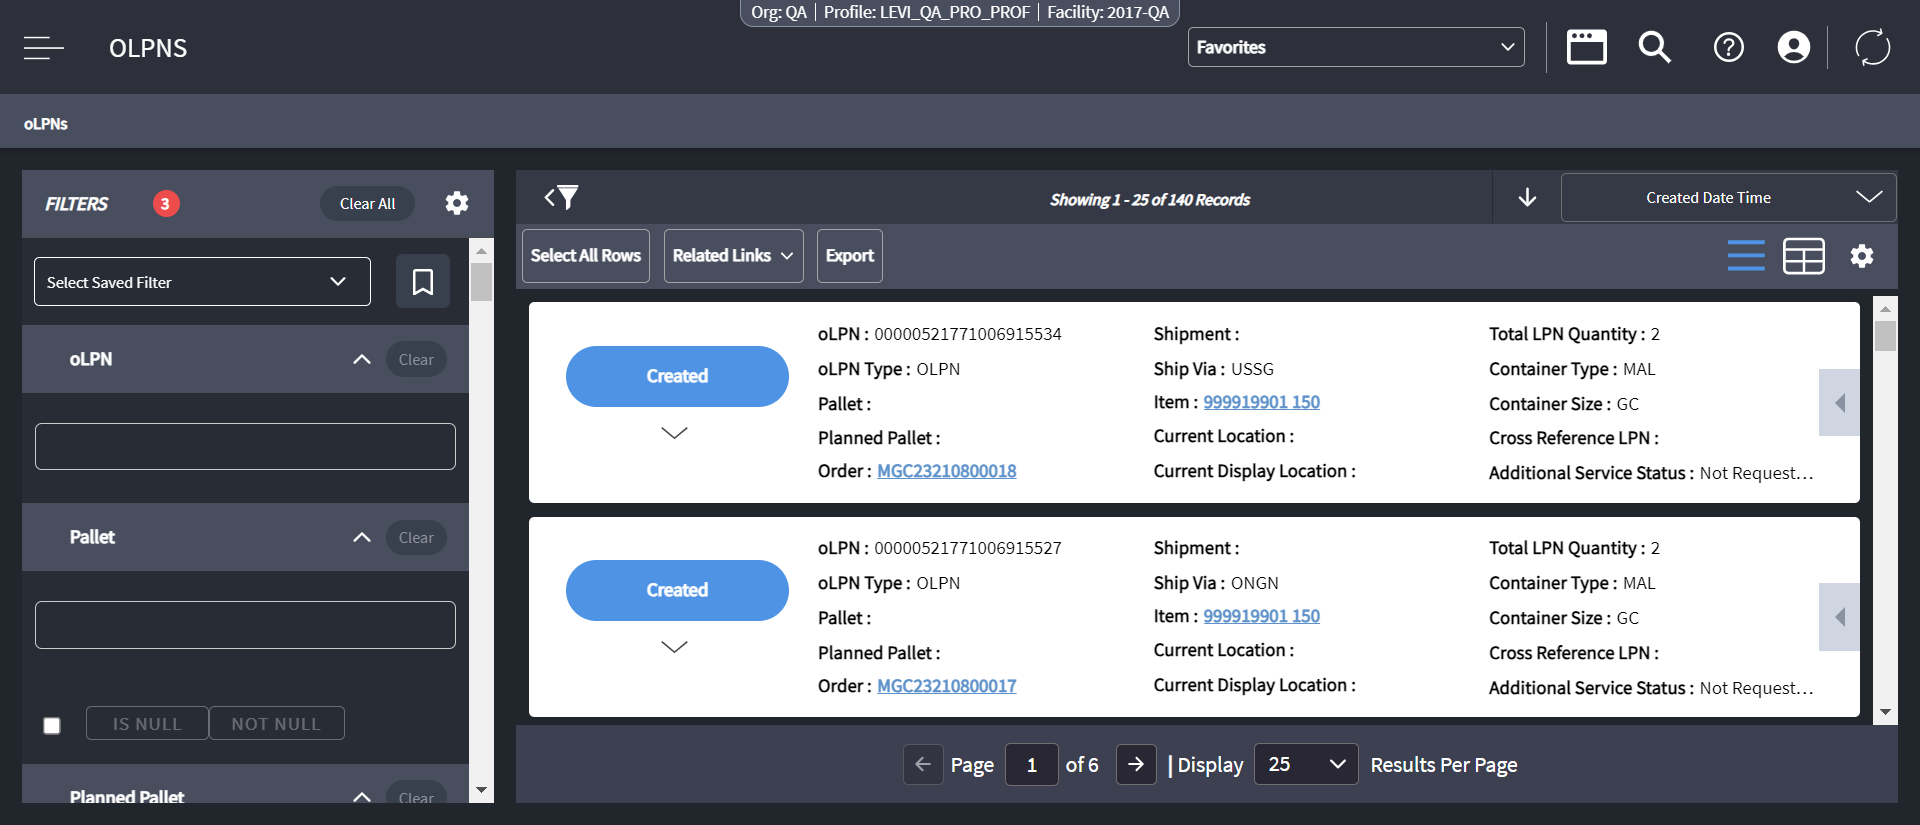 Org: QA | Profile: LEVI_QA_PRO_PROF | Facility: 2017-QA
OLPNS
Favorites
oLPNs
FILTERS 3 Clear All
Select Saved Filter
oLPN Clear
Pallet Clear
IS NULL NOT NULL
Planned Pallet Clear
Showing 1 - 25 of 140 Records
Created Date Time
Select All Rows Related Links Export
Created
oLPN : 00000521771006915534
oLPN Type : OLPN
Pallet :
Planned Pallet :
Order : MGC23210800018
Shipment :
Ship Via : USSG
Item : 999919901 150
Current Location :
Current Display Location :
Total LPN Quantity : 2
Container Type : MAL
Container Size : GC
Cross Reference LPN :
Additional Service Status : Not Request...
Created
oLPN : 00000521771006915527
oLPN Type : OLPN
Pallet :
Planned Pallet :
Order : MGC23210800017
Shipment :
Ship Via : ONGN
Item : 999919901 150
Current Location :
Current Display Location :
Total LPN Quantity : 2
Container Type : MAL
Container Size : GC
Cross Reference LPN :
Additional Service Status : Not Request...
Page 1 of 6 | Display 25 Results Per Page